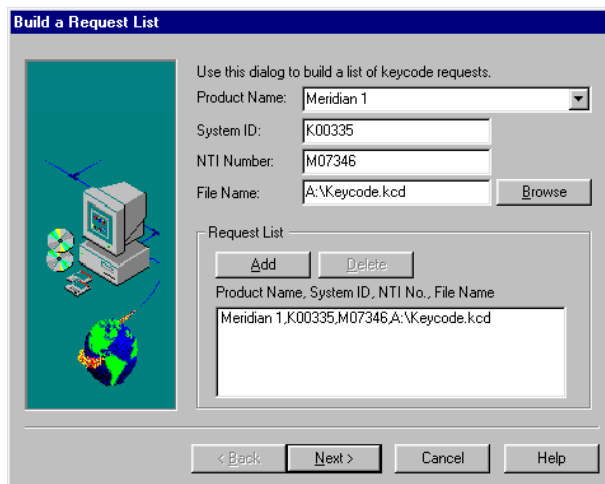 Build a Request List
Use this dialog to build a list of keycode requests.
Product Name: Meridian 1
System ID: K00335
NTI Number: M07346
File Name: A:\Keycode.kcd Browse
Request List
Add Delete
Product Name, System ID, NTI No., File Name
Meridian 1,K00335,M07346,A:\Keycode.kcd
< Back Next > Cancel Help